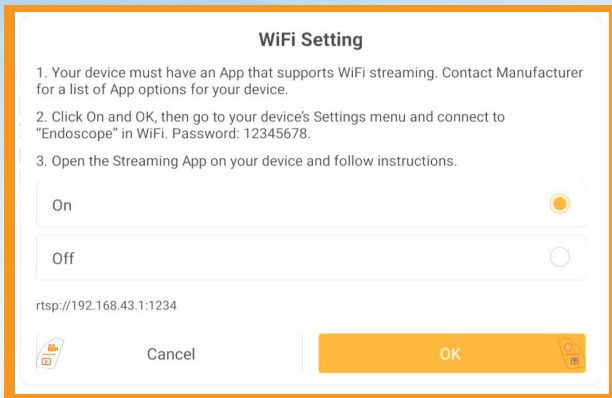 WiFi Setting
1. Your device must have an App that supports WiFi streaming. Contact Manufacturer
for a list of App options for your device.
2. Click On and OK, then go to your device's Settings menu and connect to
“Endoscope” in WiFi. Password: 12345678.
3. Open the Streaming App on your device and follow instructions.
On
Off
rtsp://192.168.43.1:1234
Cancel
OK